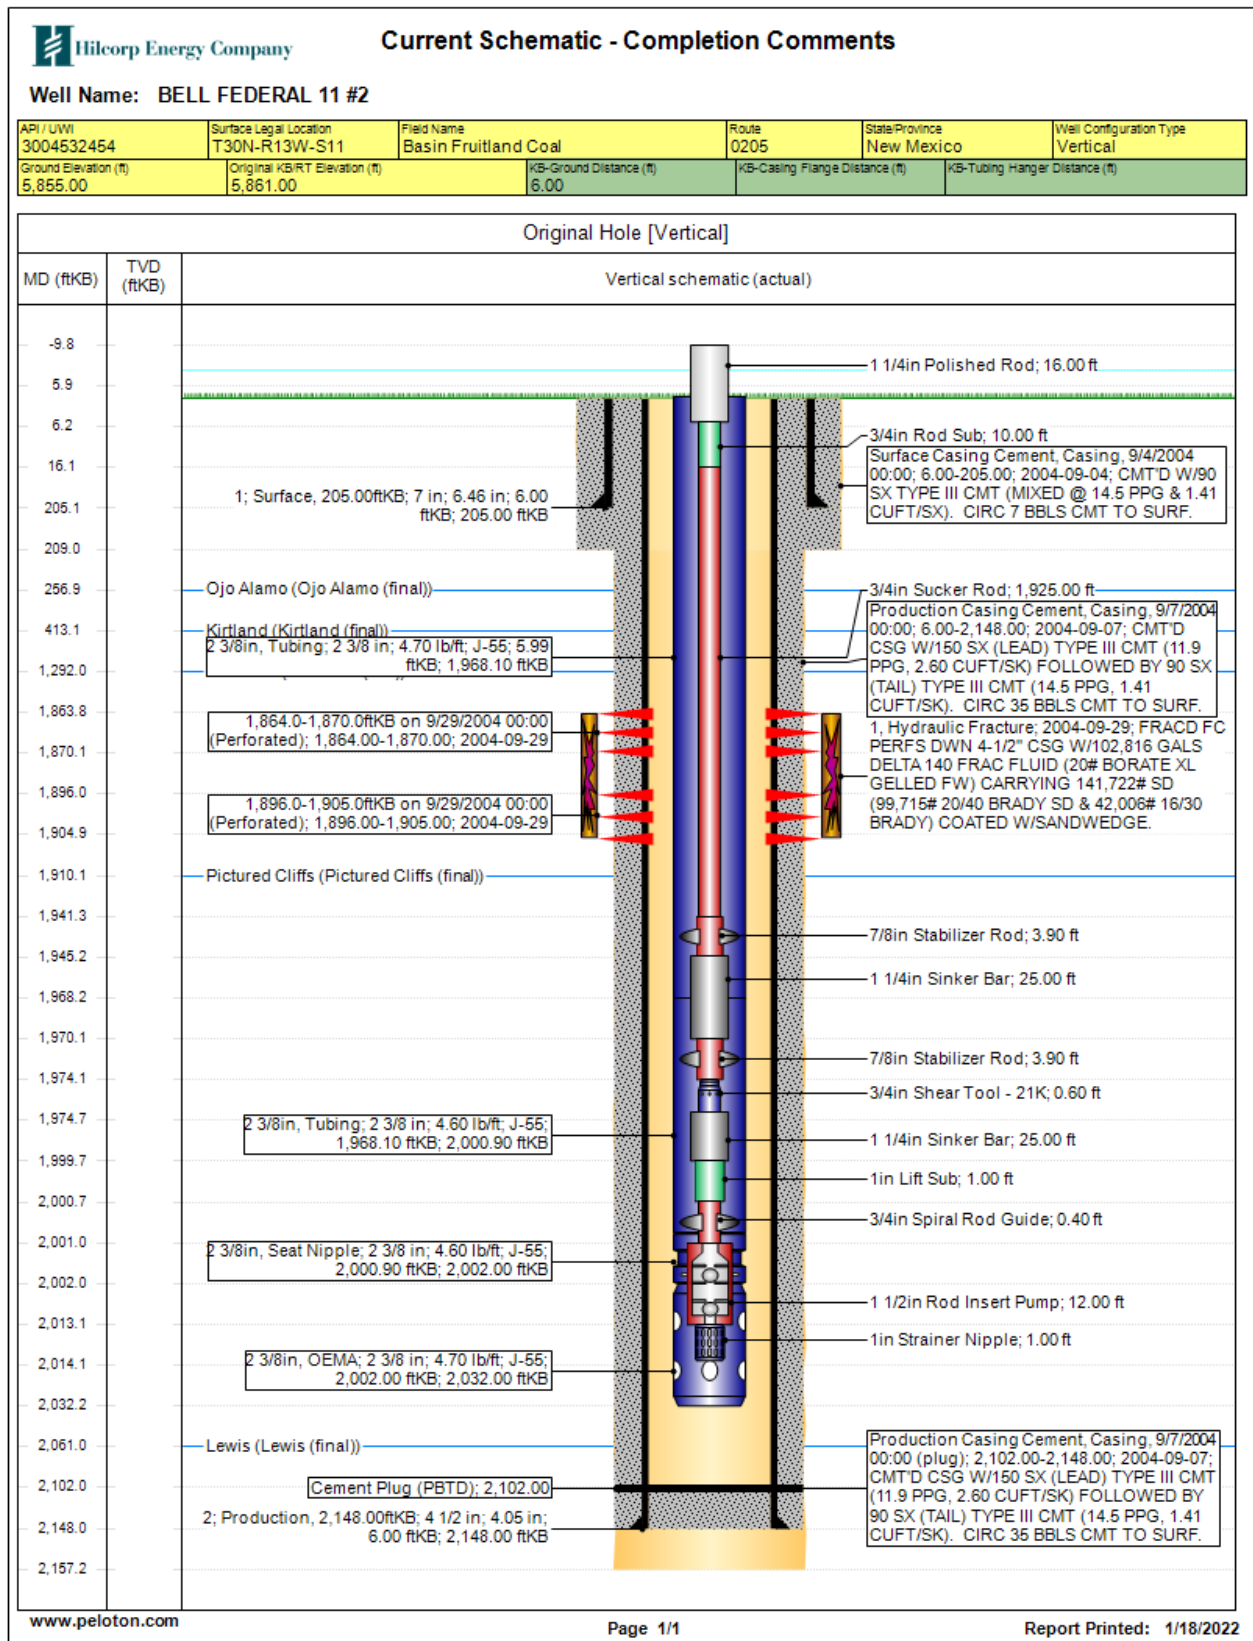 Hilcorp Energy Company
Current Schematic - Completion Comments
Well Name: BELL FEDERAL 11 #2
API / UWI
3004532454
Surface Legal Location
T30N-R13W-S11
Field Name
Basin Fruitland Coal
Route
0205
State/Province
New Mexico
Well Configuration Type
Vertical
Ground Elevation (ft)
5,855.00
Original KB/RT Elevation (ft)
5,861.00
KB-Ground Distance (ft)
6.00
KB-Casing Flange Distance (ft)
KB-Tubing Hanger Distance (ft)
Original Hole [Vertical]
MD (ftKB)
TVD
(ftKB)
Vertical schematic (actual)
-9.8
5.9
6.2
16.1
205.1
209.0
256.9
413.1
1,292.0
1,863.8
1,870.1
1,896.0
1,904.9
1,910.1
1,941.3
1,945.2
1,968.2
1,970.1
1,974.1
1,974.7
1,999.7
2,000.7
2,001.0
2,002.0
2,013.1
2,014.1
2,032.2
2,061.0
2,102.0
2,148.0
2,157.2
1; Surface, 205.00ftKB; 7 in; 6.46 in; 6.00
ftKB; 205.00 ftKB
Ojo Alamo (Ojo Alamo (final))
Kirtland (Kirtland (final))
2 3/8in, Tubing; 2 3/8 in; 4.70 lb/ft; J-55; 5.99
ftKB; 1,968.10 ftKB
1,864.0-1,870.0ftKB on 9/29/2004 00:00
(Perforated); 1,864.00-1,870.00; 2004-09-29
1,896.0-1,905.0ftKB on 9/29/2004 00:00
(Perforated); 1,896.00-1,905.00; 2004-09-29
Pictured Cliffs (Pictured Cliffs (final))
2 3/8in, Tubing; 2 3/8 in; 4.60 lb/ft; J-55;
1,968.10 ftKB; 2,000.90 ftKB
2 3/8in, Seat Nipple; 2 3/8 in; 4.60 lb/ft; J-55;
2,000.90 ftKB; 2,002.00 ftKB
2 3/8in, OEMA; 2 3/8 in; 4.70 lb/ft; J-55;
2,002.00 ftKB; 2,032.00 ftKB
Lewis (Lewis (final))
Cement Plug (PBTD); 2,102.00
2; Production, 2,148.00ftKB; 4 1/2 in; 4.05 in;
6.00 ftKB; 2,148.00 ftKB
1 1/4in Polished Rod; 16.00 ft
3/4in Rod Sub; 10.00 ft
Surface Casing Cement, Casing, 9/4/2004
00:00; 6.00-205.00; 2004-09-04; CMT'D W/90
SX TYPE III CMT (MIXED @ 14.5 PPG & 1.41
CUFT/SX). CIRC 7 BBLS CMT TO SURF.
3/4in Sucker Rod; 1,925.00 ft
Production Casing Cement, Casing, 9/7/2004
00:00; 6.00-2,148.00; 2004-09-07; CMT'D
CSG W/150 SX (LEAD) TYPE III CMT (11.9
PPG, 2.60 CUFT/SK) FOLLOWED BY 90 SX
(TAIL) TYPE III CMT (14.5 PPG, 1.41
CUFT/SK). CIRC 35 BBLS CMT TO SURF.
1, Hydraulic Fracture; 2004-09-29; FRACD FC
PERFS DWN 4-1/2" CSG W/102,816 GALS
DELTA 140 FRAC FLUID (20# BORATE XL
GELLED FW) CARRYING 141,722# SD
(99,715# 20/40 BRADY SD & 42,006# 16/30
BRADY) COATED W/SANDWEDGE.
7/8in Stabilizer Rod; 3.90 ft
1 1/4in Sinker Bar; 25.00 ft
7/8in Stabilizer Rod; 3.90 ft
3/4in Shear Tool - 21K; 0.60 ft
1 1/4in Sinker Bar; 25.00 ft
1in Lift Sub; 1.00 ft
3/4in Spiral Rod Guide; 0.40 ft
1 1/2in Rod Insert Pump; 12.00 ft
1in Strainer Nipple; 1.00 ft
Production Casing Cement, Casing, 9/7/2004
00:00 (plug); 2,102.00-2,148.00; 2004-09-07;
CMT'D CSG W/150 SX (LEAD) TYPE III CMT
(11.9 PPG, 2.60 CUFT/SK) FOLLOWED BY
90 SX (TAIL) TYPE III CMT (14.5 PPG, 1.41
CUFT/SK). CIRC 35 BBLS CMT TO SURF.
www.peloton.com
Page 1/1
Report Printed: 1/18/2022